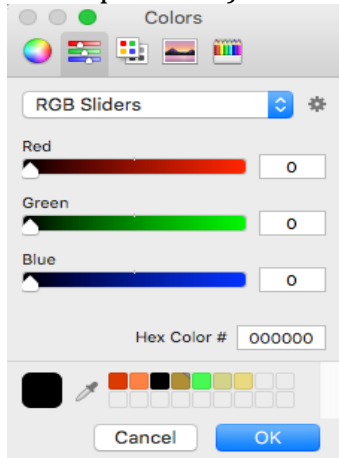 Colors
RGB Sliders
Red
0
Green
0
Blue
0
Hex Color # 000000
Cancel OK